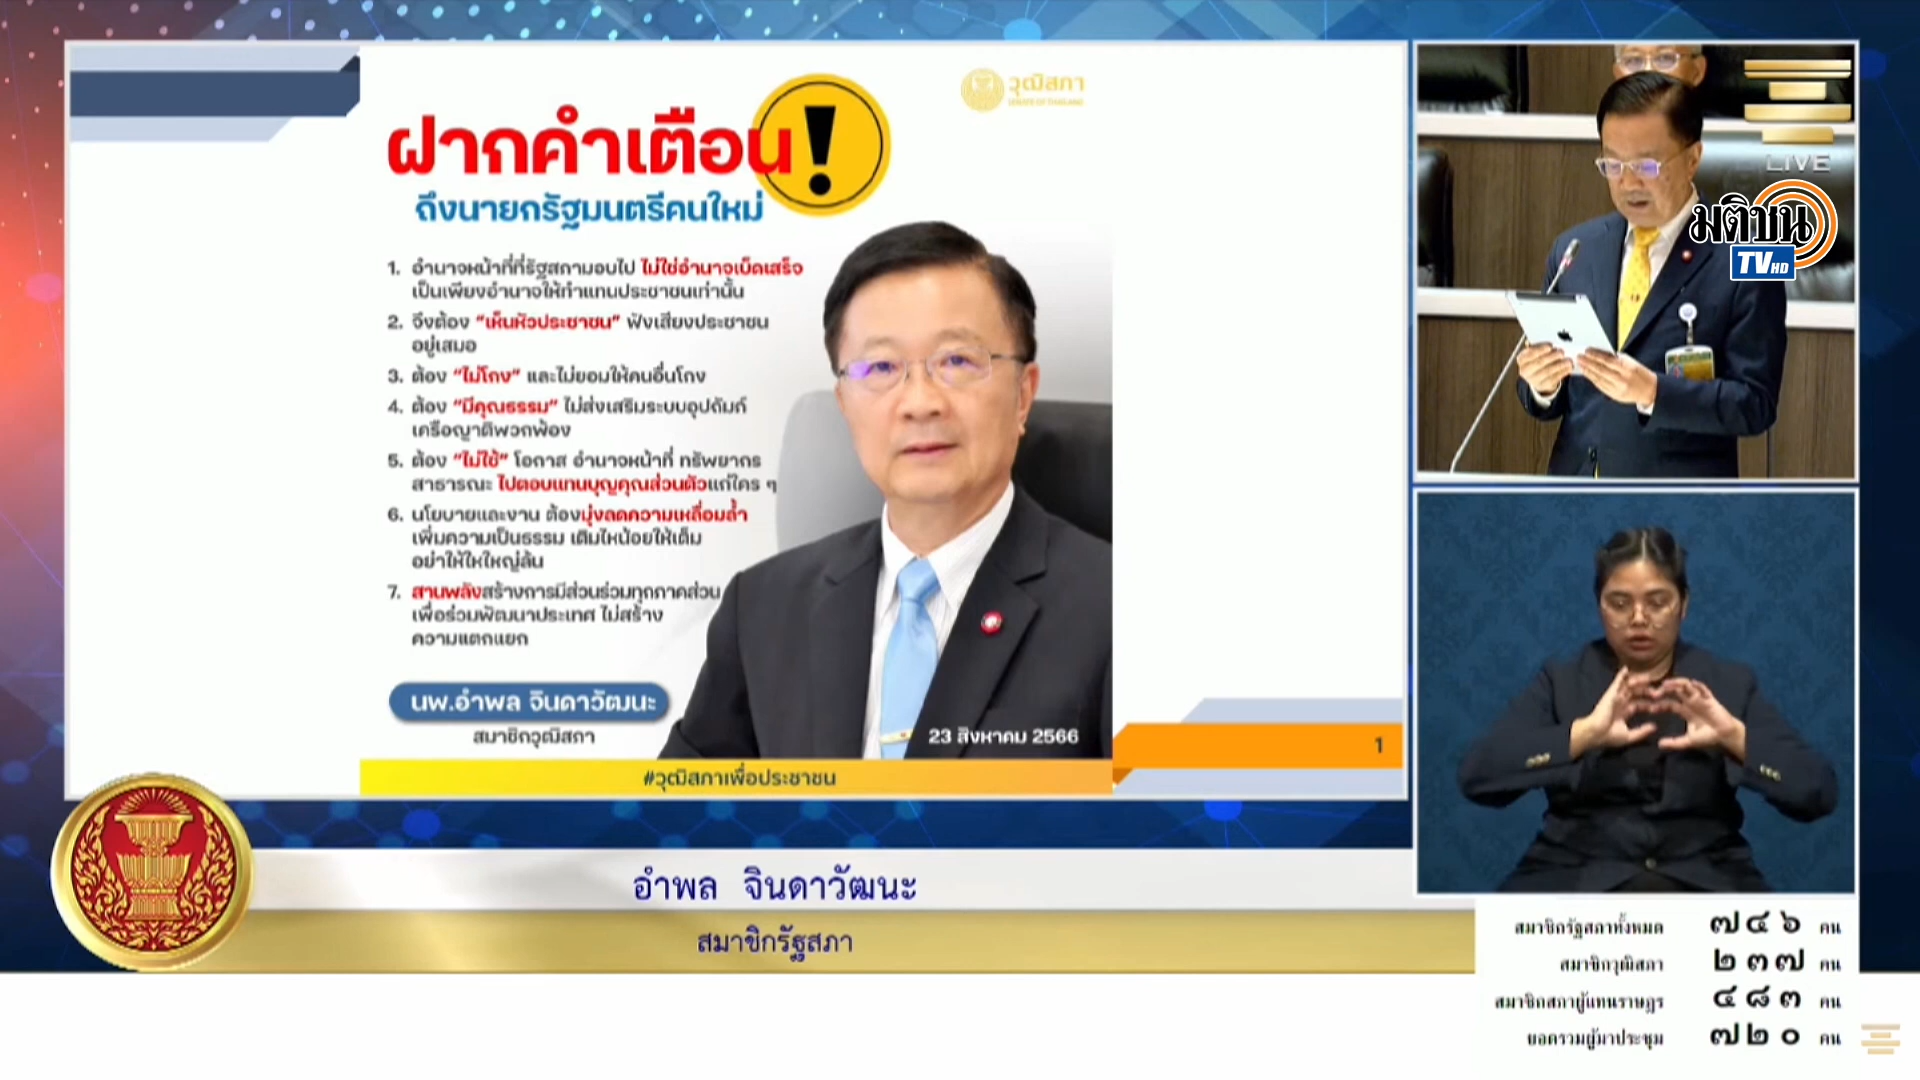 วุฒิสภา
SENATE OF THAILAND
ฝากคำเตือน!
ถึงนายกรัฐมนตรีคนใหม่
1. อำนาจหน้าที่ที่รัฐสภามอบไป ไม่ใช่อำนาจเบ็ดเสร็จ
เป็นเพียงอำนาจให้ทำแทนประชาชนเท่านั้น
2. จึงต้อง “เห็นหัวประชาชน” ฟังเสียงประชาชน
อยู่เสมอ
3. ต้อง “ไม่โกง” และไม่ยอมให้คนอื่นโกง
4. ต้อง “มีคุณธรรม” ไม่ส่งเสริมระบบอุปถัมภ์
เครือญาติพวกพ้อง
5. ต้อง “ไม่ใช้” โอกาส อำนาจหน้าที่ ทรัพยากร
สาธารณะ ไปตอบแทนบุญคุณส่วนตัวแก่ใคร ๆ
6. นโยบายและงาน ต้องมุ่งลดความเหลื่อมล้ำ
เพิ่มความเป็นธรรม เติมไหน้อยให้เต็ม
อย่าให้ไหใหญ่ล้น
7. สานพลังสร้างการมีส่วนร่วมทุกภาคส่วน
เพื่อร่วมพัฒนาประเทศ ไม่สร้าง
ความแตกแยก
นพ.อำพล จินดาวัฒนะ
สมาชิกวุฒิสภา
23 สิงหาคม 2566
1
#วุฒิสภาเพื่อประชาชน
LIVE
มติชน
TV HD
อำพล จินดาวัฒนะ
สมาชิกรัฐสภา
สมาชิกรัฐสภาทั้งหมด ๗๔๖ คน
สมาชิกวุฒิสภา ๒๓๗ คน
สมาชิกสภาผู้แทนราษฎร ๔๘๓ คน
ยอดรวมผู้มาประชุม ๗๒๐ คน